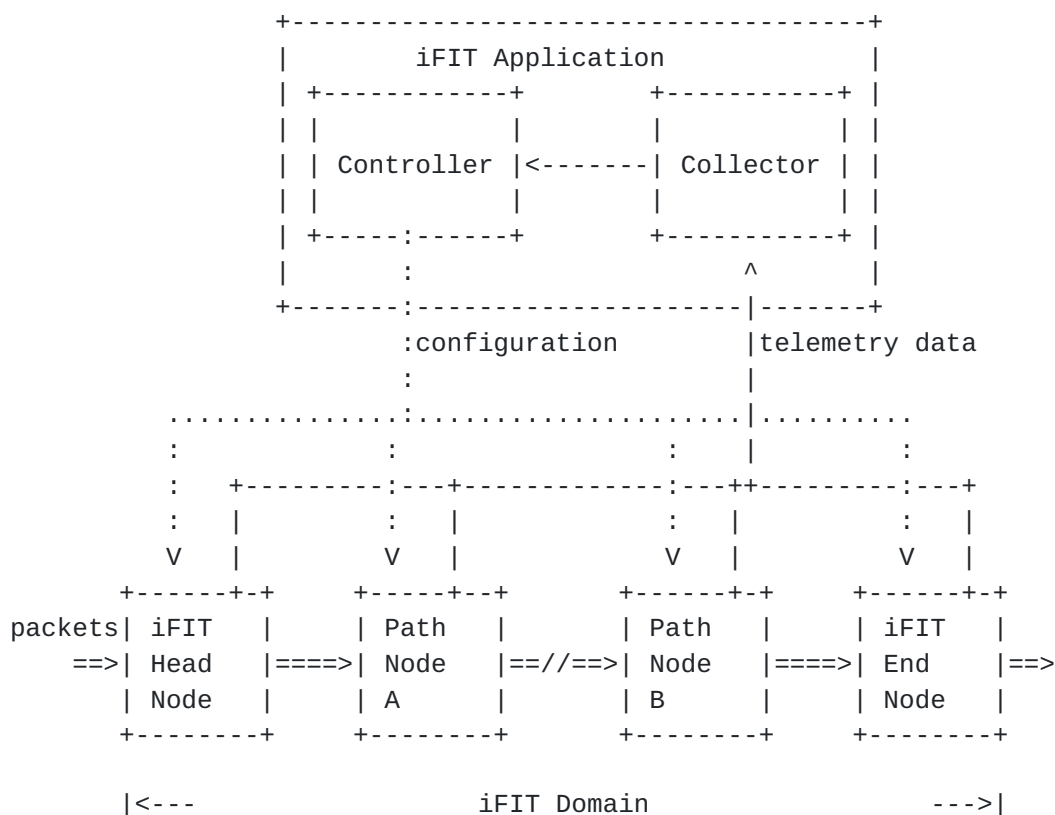 iFIT Application
Controller Collector
configuration telemetry data
V V V V
packets iFIT Path Path iFIT
Head Node Node End
Node A B Node
iFIT Domain